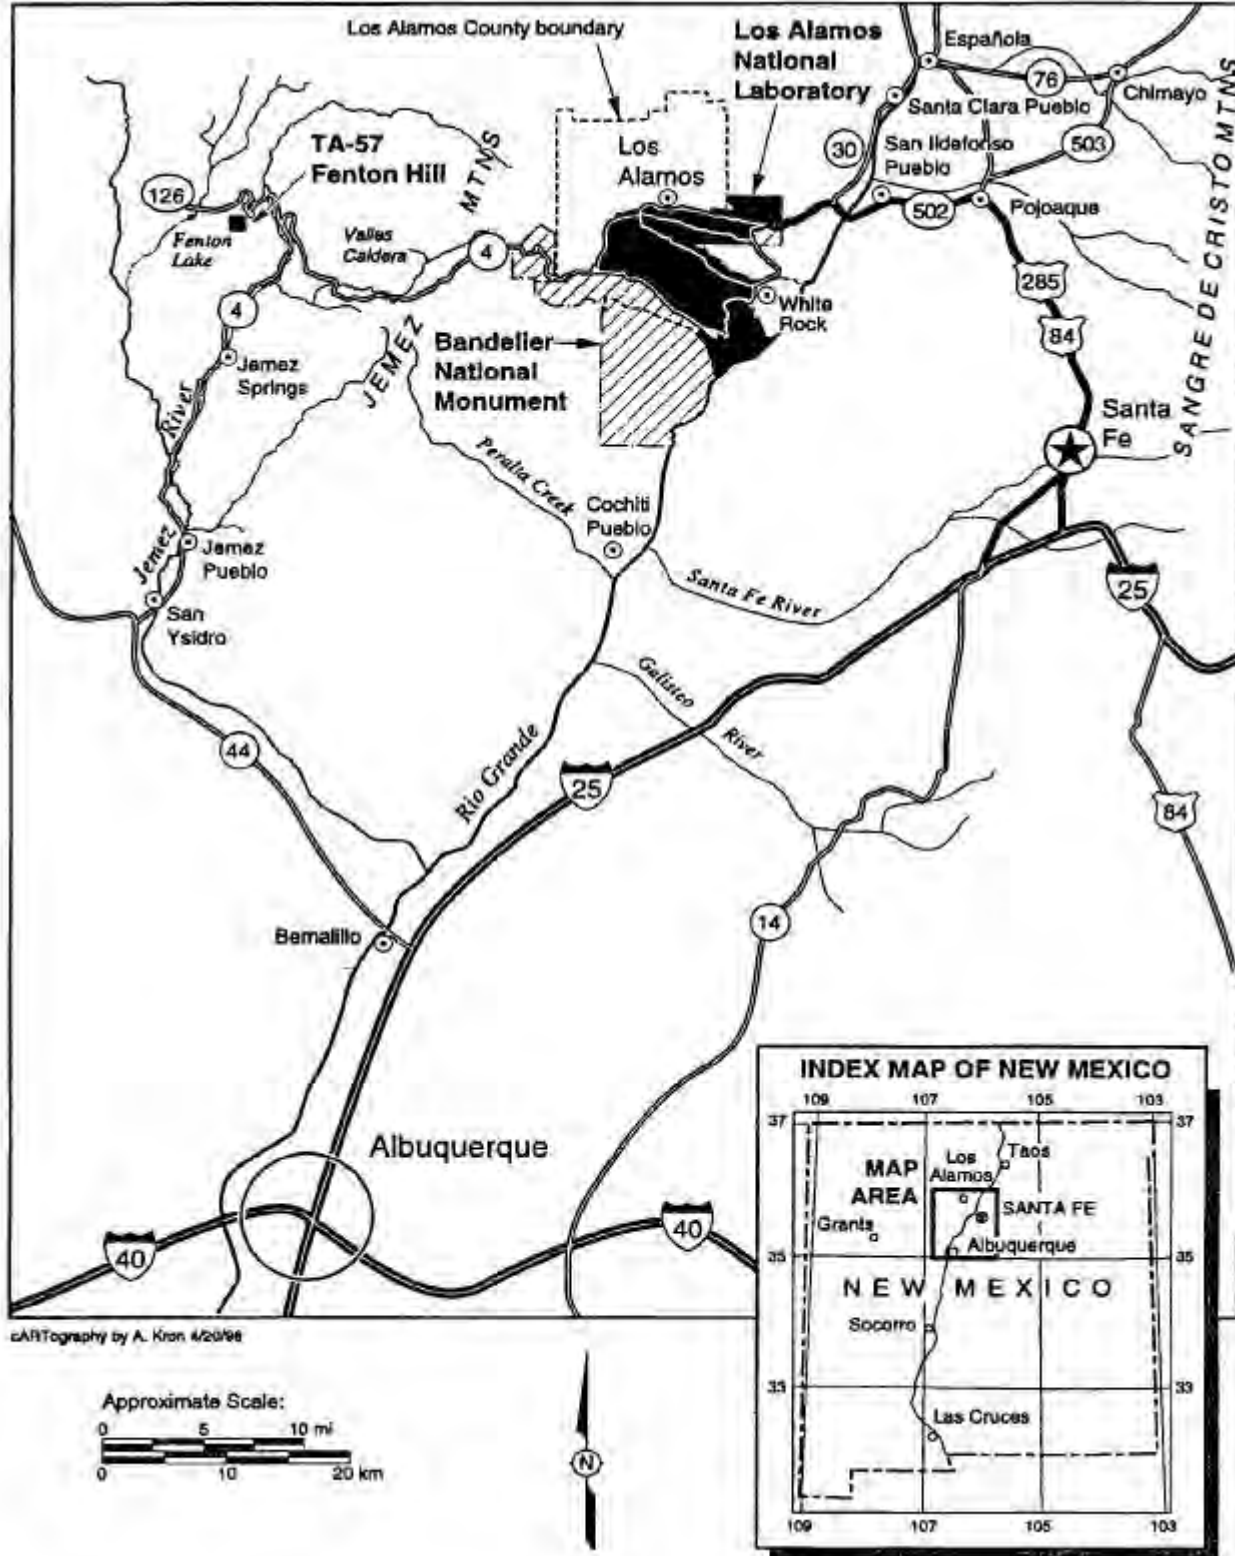 Los Alamos County boundary
Los Alamos
National
Laboratory
Española
76
Chimayo
Santa Clara Pueblo
30
San Ildefonso
Pueblo
503
502
Pojoaque
SANGRE DE CRISTO MTNS
TA-57
Fenton Hill
126
Fenton
Lake
MTNS
Valles
Caldera
4
Los
Alamos
White
Rock
285
84
4
Jemez
Springs
JEMEZ
Bandelier
National
Monument
Santa
Fe
River
Peralta Creek
Cochiti
Pueblo
Jemez
Jemez
Pueblo
San
Ysidro
Santa Fe River
25
Galisteo
River
44
Rio Grande
25
84
14
Bernalillo
Albuquerque
40
40
INDEX MAP OF NEW MEXICO
109 107 105 103
37 37
Taos
Los
Alamos
MAP
AREA
SANTA FE
Grants
Albuquerque
35 35
NEW MEXICO
Socorro
33 33
Las Cruces
109 107 105 103
cARTography by A. Kron 4/20/98
Approximate Scale:
0 5 10 mi
0 10 20 km
N